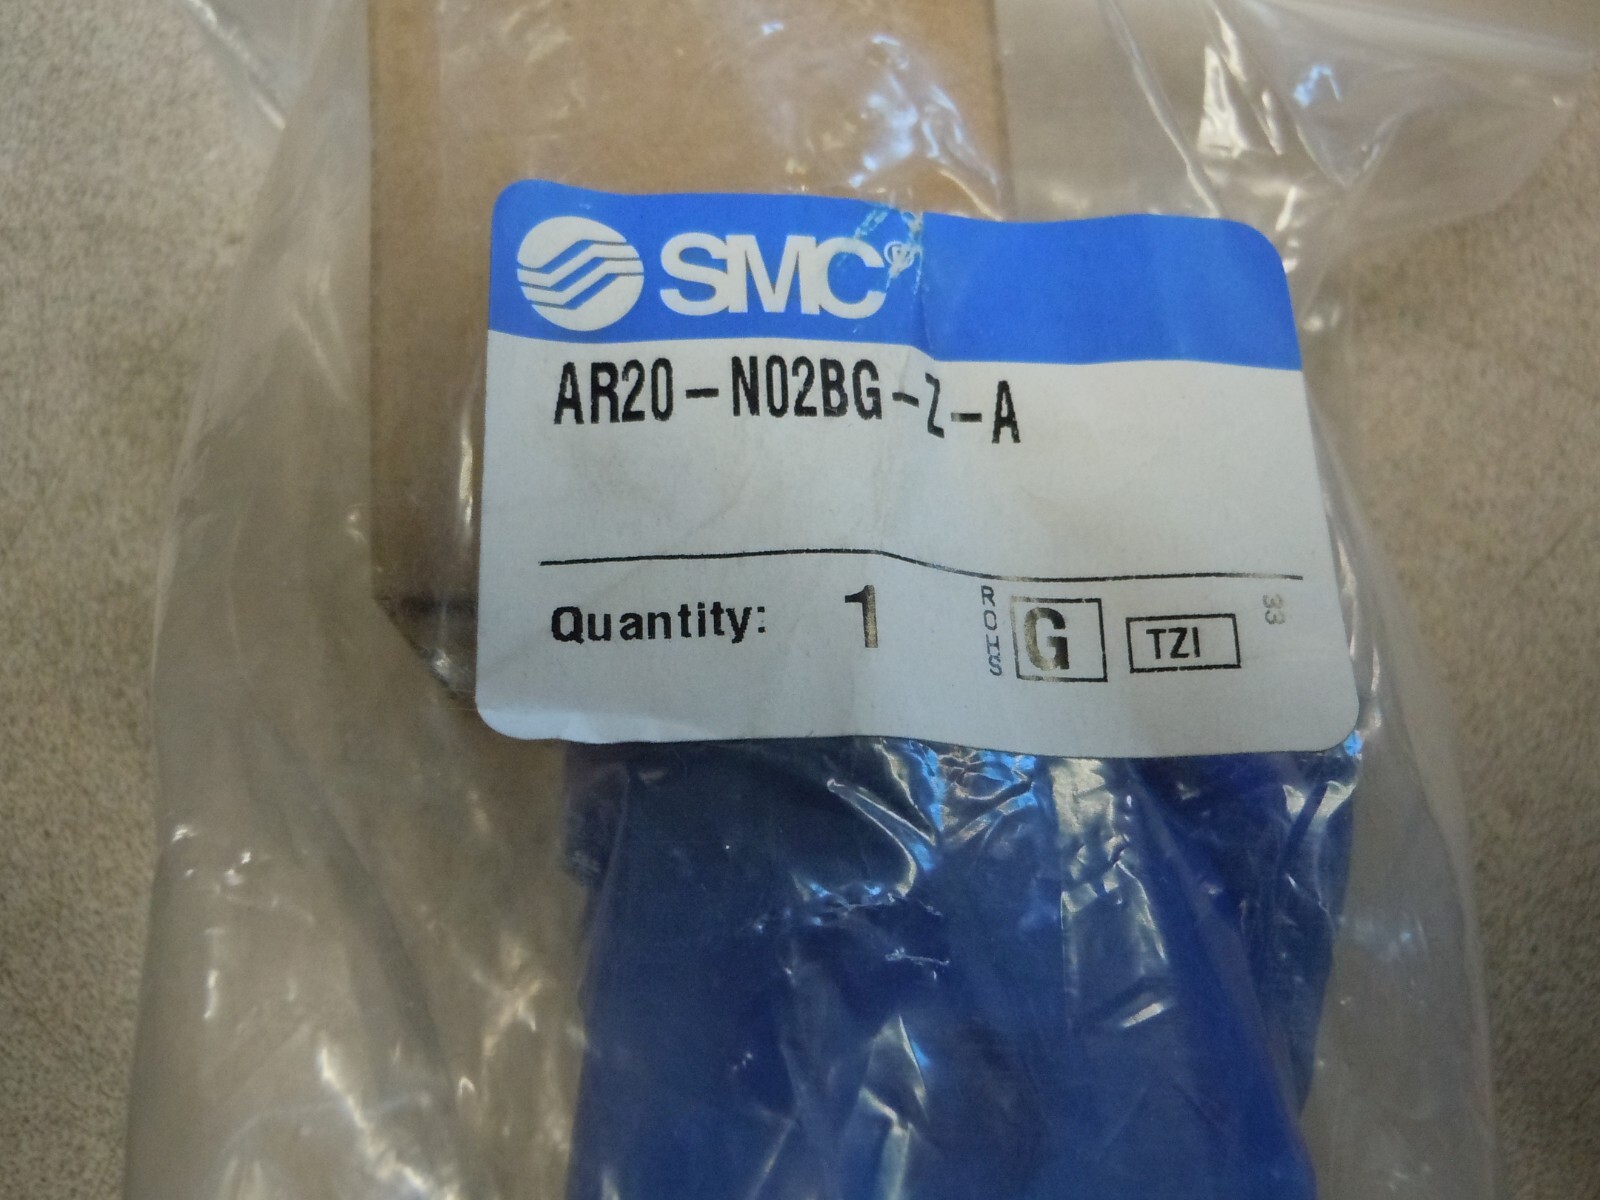 SMC®
AR20-N02BG-Z-A
Quantity: 1
ROHS G TZI 33